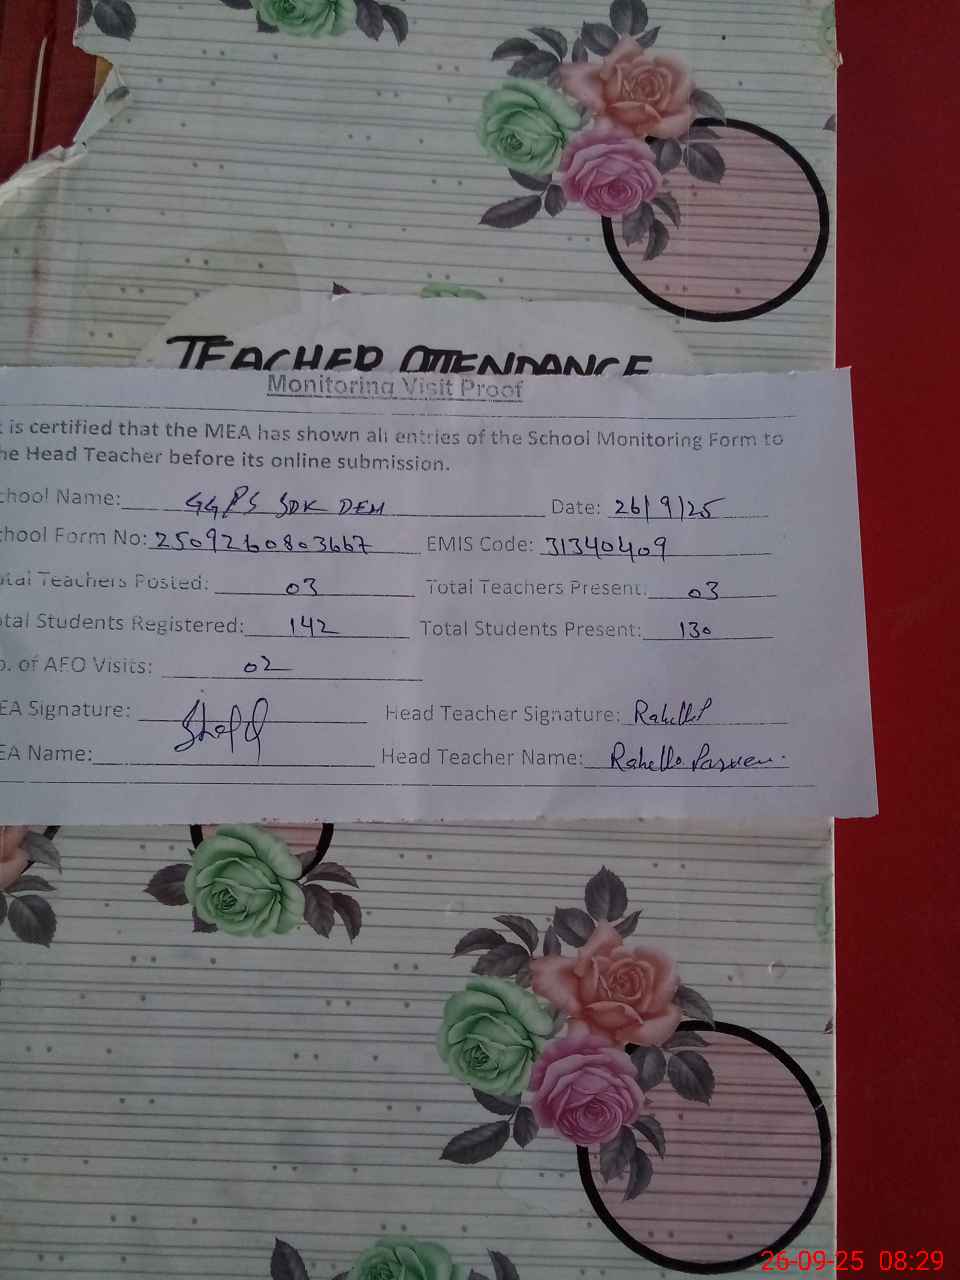 TEACHER ATTENDANCE
Monitoring Visit Proof
is certified that the MEA has shown all entries of the School Monitoring Form to
he Head Teacher before its online submission.
chool Name: GGPS SDK DEM Date: 26/9/25
chool Form No: 2509260803667 EMIS Code: 31340409
otal Teachers Posted: 03 Total Teachers Present: 03
otal Students Registered: 142 Total Students Present: 130
o. of AEO Visits: 02
EA Signature: Head Teacher Signature:
EA Name: Head Teacher Name: Parveen
26-09-25 08:29